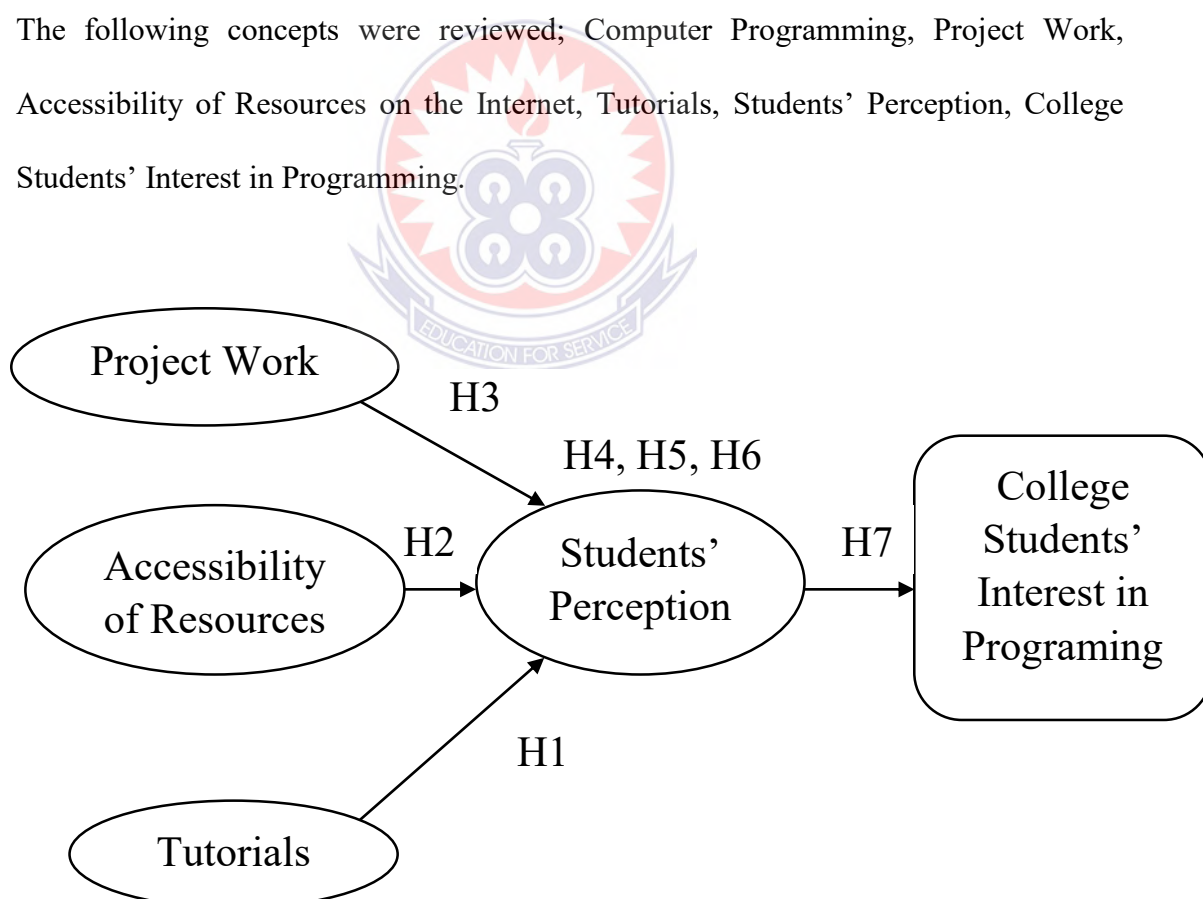 The following concepts were reviewed; Computer Programming, Project Work,
Accessibility of Resources on the Internet, Tutorials, Students’ Perception, College
Students’ Interest in Programming.
EDUCATION FOR SERVICE
Project Work
H3
H4, H5, H6
Accessibility
of Resources
H2
Students’
Perception
H7
College
Students’
Interest in
Programing
H1
Tutorials